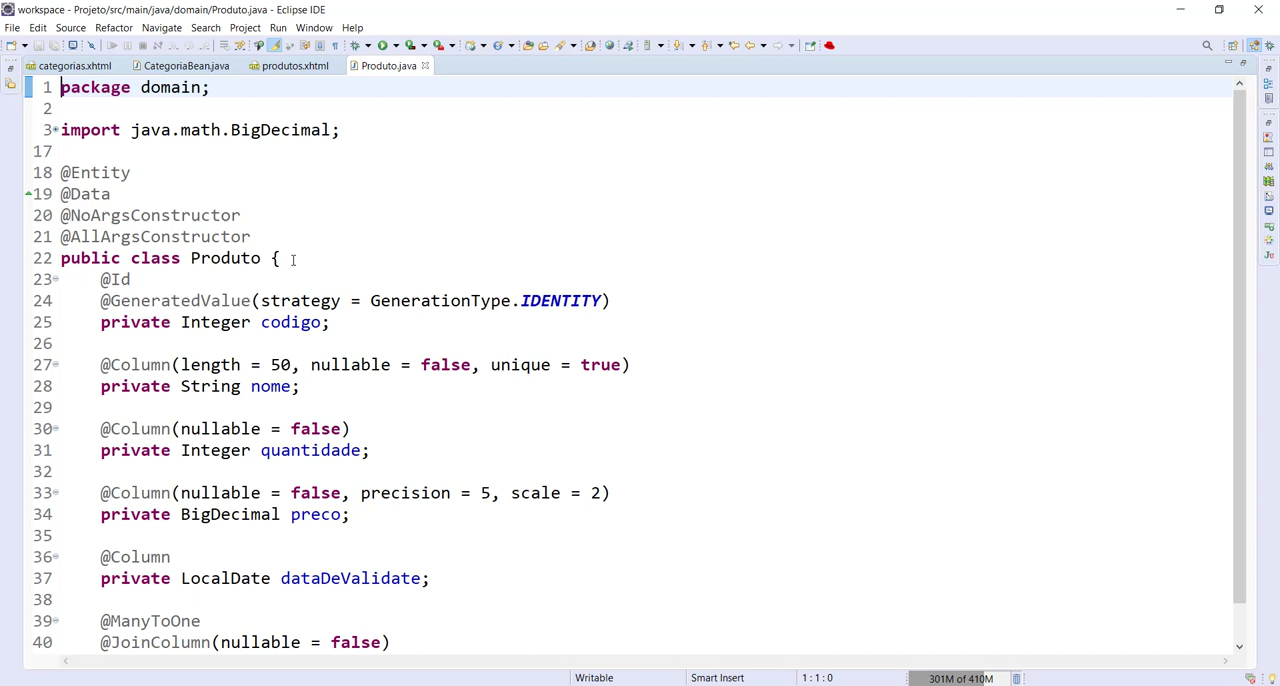 workspace - Projeto/src/main/java/domain/Produto.java - Eclipse IDE
File Edit Source Refactor Navigate Search Project Run Window Help
categorias.xhtml CategoriaBean.java produtos.xhtml Produto.java
1 package domain;
2
3 import java.math.BigDecimal;
17
18 @Entity
19 @Data
20 @NoArgsConstructor
21 @AllArgsConstructor
22 public class Produto {
23 @Id
24 @GeneratedValue(strategy = GenerationType.IDENTITY)
25 private Integer codigo;
26
27 @Column(length = 50, nullable = false, unique = true)
28 private String nome;
29
30 @Column(nullable = false)
31 private Integer quantidade;
32
33 @Column(nullable = false, precision = 5, scale = 2)
34 private BigDecimal preco;
35
36 @Column
37 private LocalDate dataDeValidate;
38
39 @ManyToOne
40 @JoinColumn(nullable = false)
Writable Smart Insert 1:1:0 301M of 410M